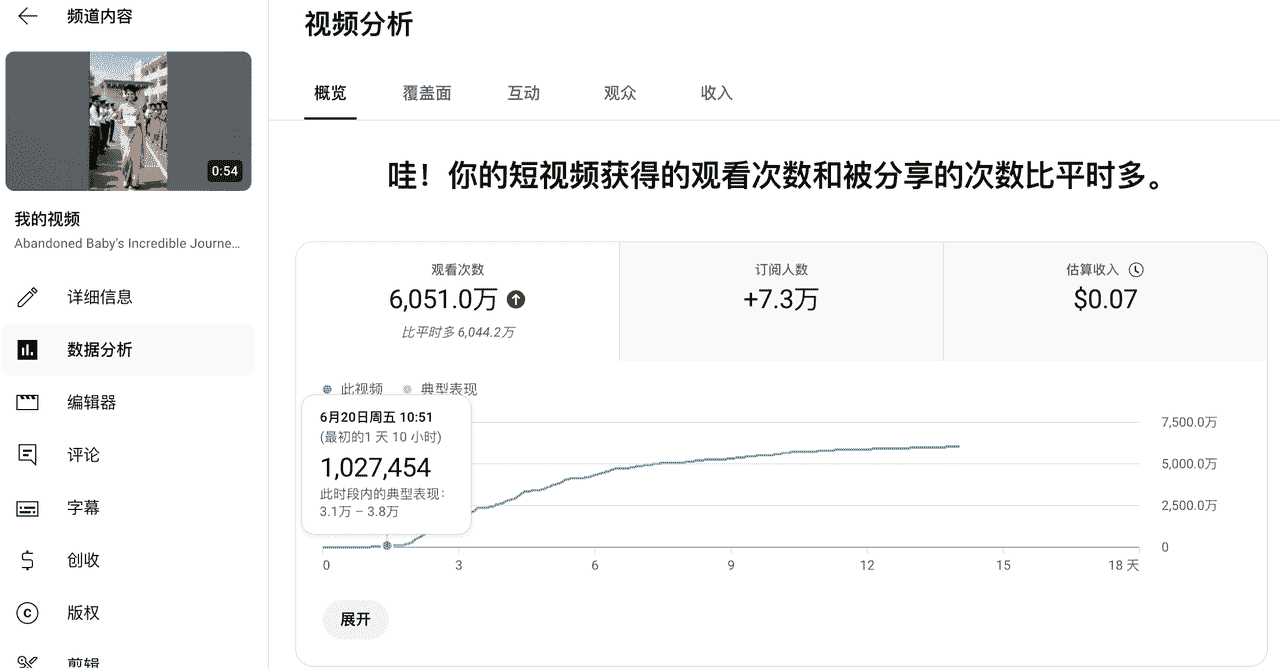 频道内容
0:54
我的视频
Abandoned Baby's Incredible Journe...
详细信息
数据分析
编辑器
评论
字幕
创收
版权
剪辑
视频分析
概览
覆盖面
互动
观众
收入
哇！你的短视频获得的观看次数和被分享的次数比平时多。
观看次数
6,051.0万
比平时多 6,044.2万
订阅人数
+7.3万
估算收入
$0.07
此视频
典型表现
6月20日周五 10:51
(最初的1 天 10 小时)
1,027,454
此时段内的典型表现：
3.1万 – 3.8万
7,500.0万
5,000.0万
2,500.0万
0
0
3
6
9
12
15
18 天
展开